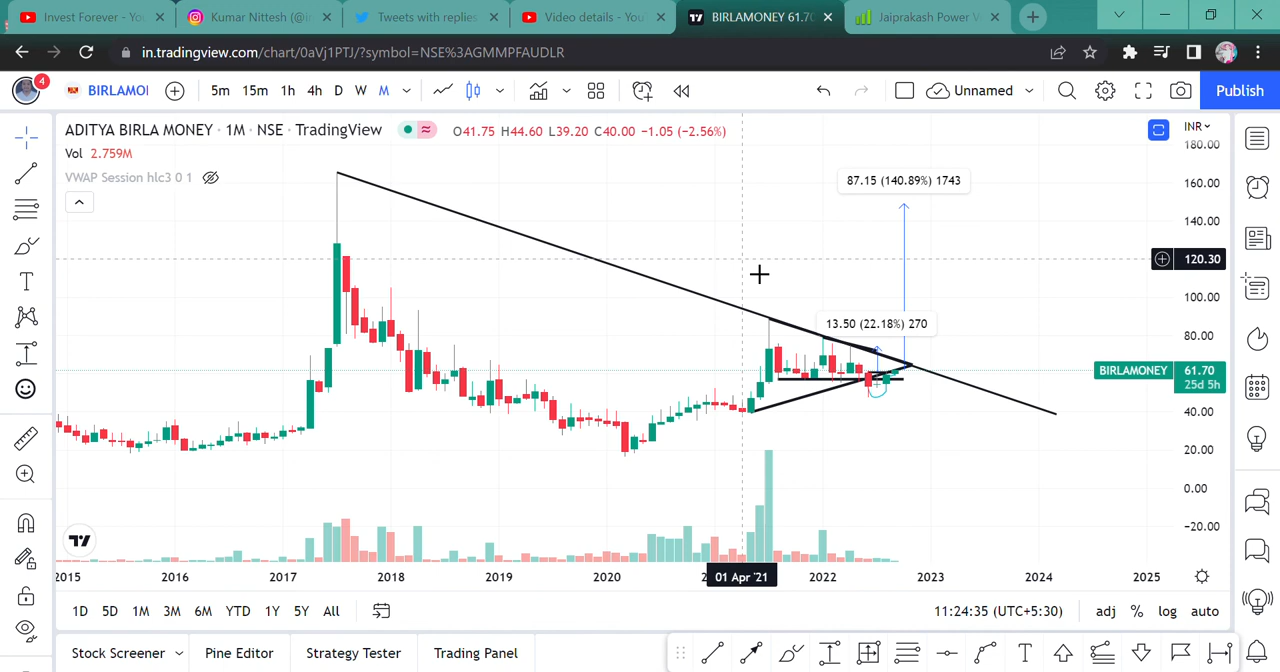 Invest Forever - Yo
Kumar Nittesh (@in
Tweets with replies
Video details - You
BIRLAMONEY 61.70
Jaiprakash Power V
in.tradingview.com/chart/0aVj1PTJ/?symbol=NSE%3AGMMPFAUDLR
4
BIRLAMOI
5m 15m 1h 4h D W M
Unnamed
Publish
ADITYA BIRLA MONEY · 1M · NSE · TradingView
O41.75 H44.60 L39.20 C40.00 -1.05 (-2.56%)
INR
Vol 2.759M
VWAP Session hlc3 0 1
180.00
160.00
140.00
120.30
100.00
80.00
BIRLAMONEY 61.70
25d 5h
40.00
20.00
0.00
-20.00
87.15 (140.89%) 1743
13.50 (22.18%) 270
2015 2016 2017 2018 2019 2020 01 Apr '21 2022 2023 2024 2025
1D 5D 1M 3M 6M YTD 1Y 5Y All
11:24:35 (UTC+5:30)
adj % log auto
Stock Screener Pine Editor Strategy Tester Trading Panel